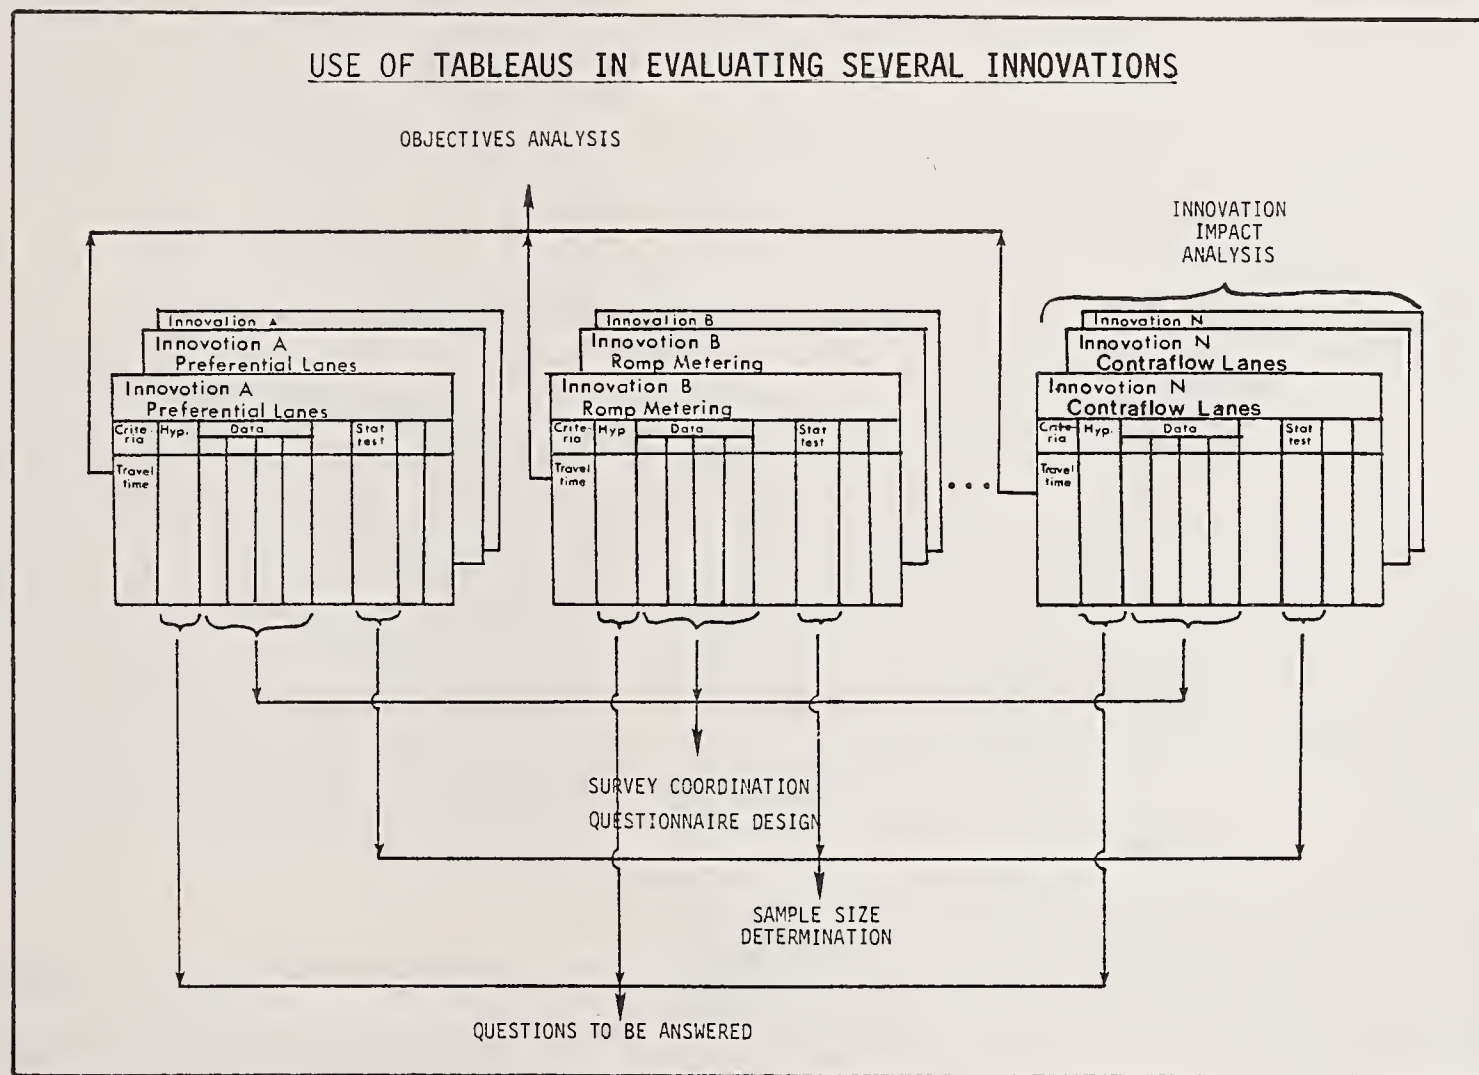 USE OF TABLEAUS IN EVALUATING SEVERAL INNOVATIONS
OBJECTIVES ANALYSIS
INNOVATION
IMPACT
ANALYSIS
Innovation A
Innovation A
Preferential Lanes
Innovotion A
Preferential Lanes
Crite-
ria
Hyp.
Data
Stat
test
Travel
time
Innovation B
Innovation B
Romp Metering
Innovation B
Romp Metering
Crite-
ria
Hyp
Data
Stat
test
Travel
time
Innovation N
Innovation N
Contraflow Lanes
Innovotion N
Contraflow Lanes
Crite-
ria
Hyp.
Data
Stat
test
Travel
time
SURVEY COORDINATION
QUESTIONNAIRE DESIGN
SAMPLE SIZE
DETERMINATION
QUESTIONS TO BE ANSWERED